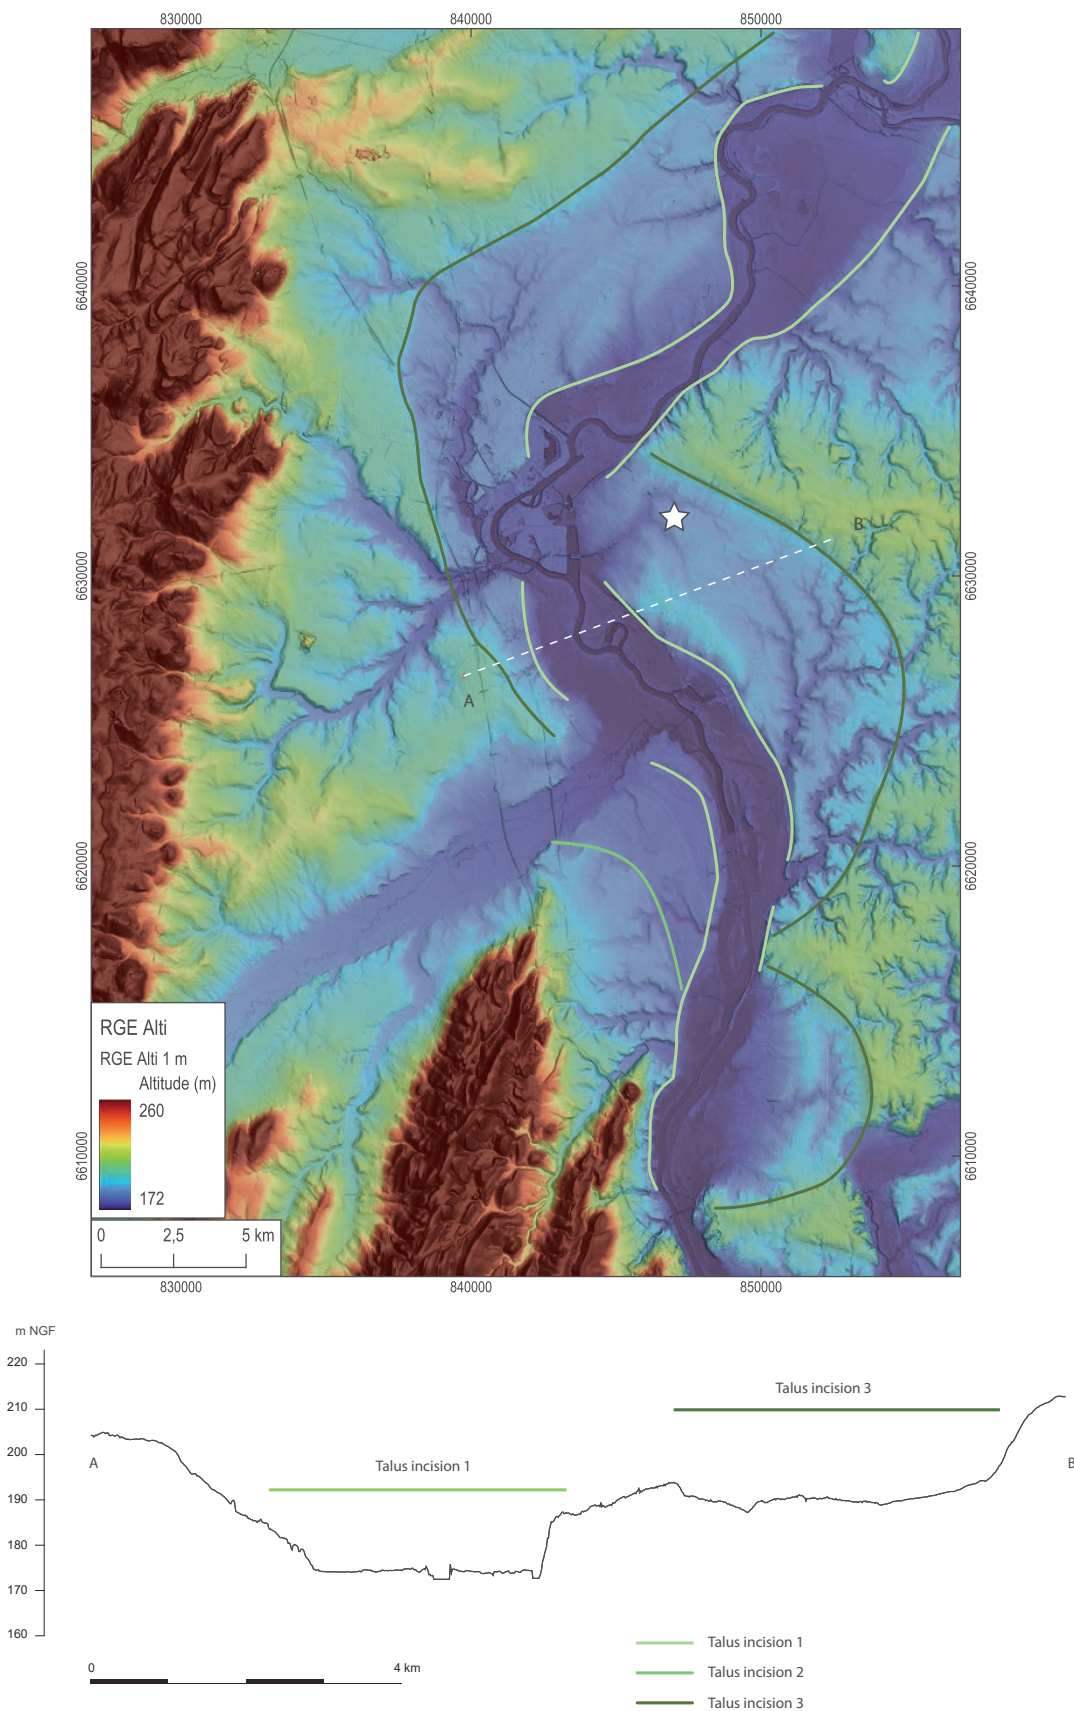 830000 840000 850000
6640000 6640000
B
6630000 6630000
A
6620000 6620000
RGE Alti
RGE Alti 1 m
Altitude (m)
260
172
6610000 6610000
0 2,5 5 km
830000 840000 850000
m NGF
220
Talus incision 3
210
200
A B
Talus incision 1
190
180
170
160
Talus incision 1
0 4 km
Talus incision 2
Talus incision 3